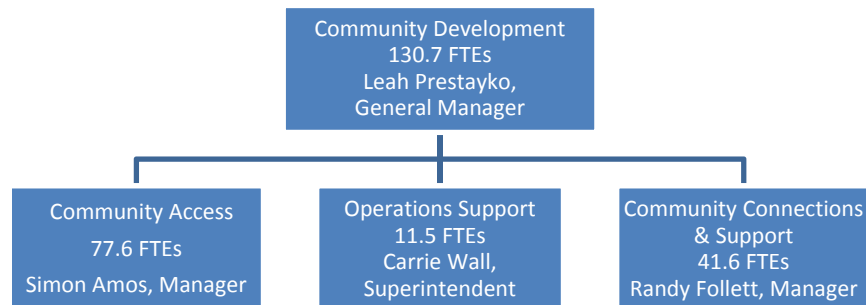 Community Development
130.7 FTEs
Leah Prestayko,
General Manager
Community Access
77.6 FTEs
Simon Amos, Manager
Operations Support
11.5 FTEs
Carrie Wall,
Superintendent
Community Connections
& Support
41.6 FTEs
Randy Follett, Manager